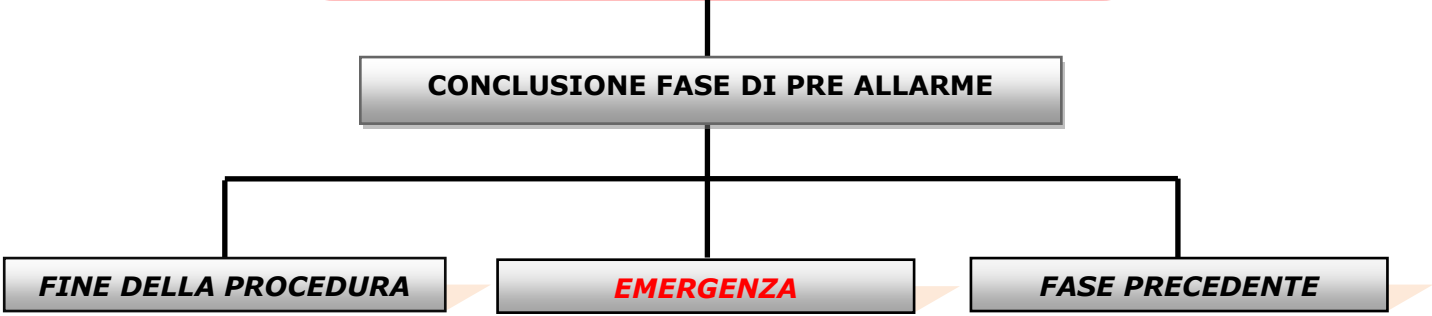 CONCLUSIONE FASE DI PRE ALLARME
FINE DELLA PROCEDURA
EMERGENZA
FASE PRECEDENTE